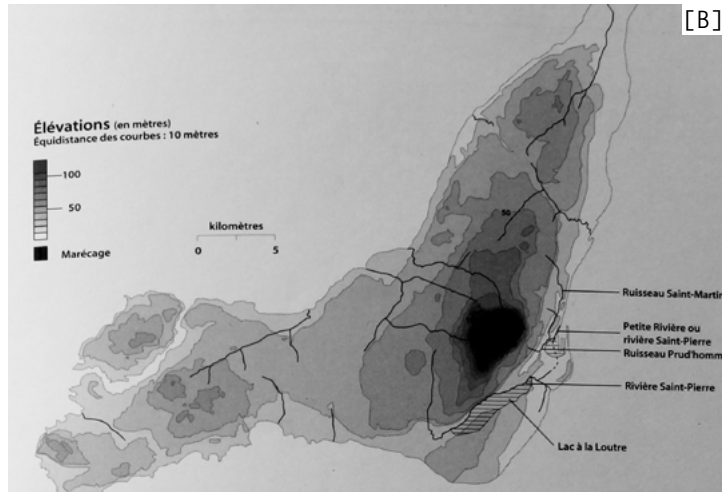 [B]
Élévations (en mètres)
Équidistance des courbes : 10 mètres
100
50
Marécage
kilomètres
0 5
50
Ruisseau Saint-Martin
Petite Rivière ou
rivière Saint-Pierre
Ruisseau Prud'homm
Rivière Saint-Pierre
Lac à la Loutre